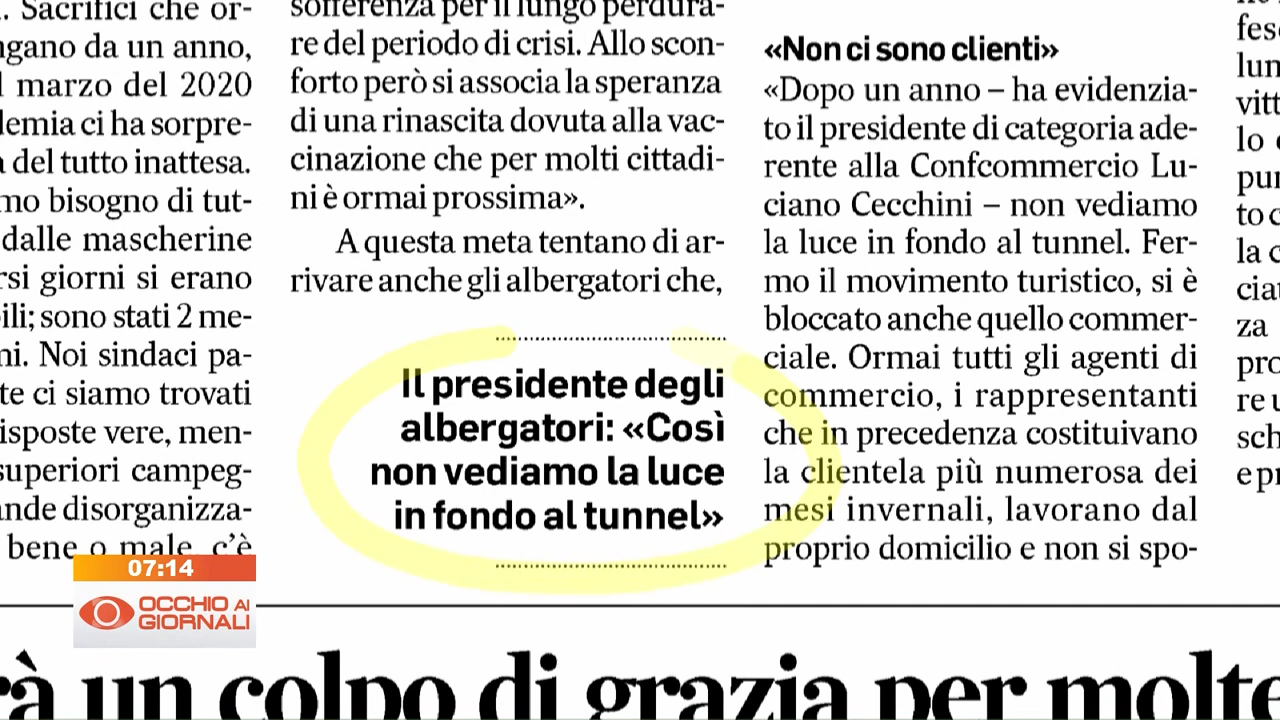 . Sacrifici che or-
da un anno,
marzo del 2020
ci ha sorpre-
del tutto inattesa.
bisogno di tut-
dalle mascherine
giorni si erano
sono stati 2 me-
Noi sindaci pa-
te ci siamo trovati
vere, men-
superiori campeg-
disorganizza-
bene o male, c'è
sofferenza per il lungo perdura-
re del periodo di crisi. Allo scon-
forto però si associa la speranza
di una rinascita dovuta alla vac-
cinazione che per molti cittadi-
ni è ormai prossima».
A questa meta tentano di ar-
rivare anche gli albergatori che,
Il presidente degli
albergatori: «Così
non vediamo la luce
in fondo al tunnel»
«Non ci sono clienti»
«Dopo un anno – ha evidenzia-
to il presidente di categoria ade-
rente alla Confcommercio Lu-
ciano Cecchini – non vediamo
la luce in fondo al tunnel. Fer-
mo il movimento turistico, si è
bloccato anche quello commer-
ciale. Ormai tutti gli agenti di
commercio, i rappresentanti
che in precedenza costituivano
la clientela più numerosa dei
mesi invernali, lavorano dal
proprio domicilio e non si spo-
07:14
OCCHIO AI
GIORNALI
rà un colpo di grazia per molte